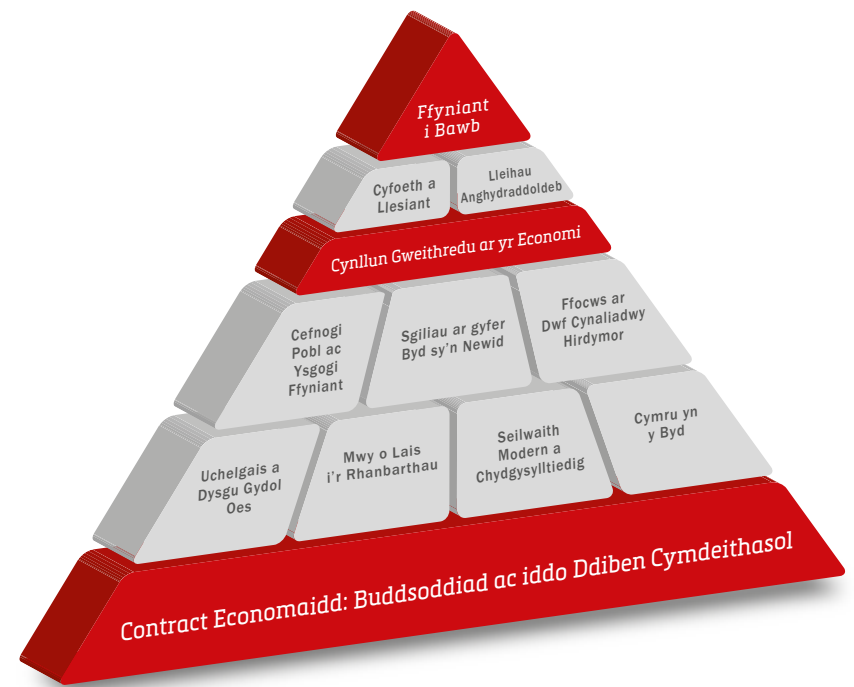 Ffyniant
i Bawb
Cyfoeth a
Llesiant
Lleihau
Anghydraddoldeb
Cynllun Gweithredu ar yr Economi
Cefnogi
Pobl ac
Ysgogi
Ffyniant
Sgiliau ar gyfer
Byd sy'n Newid
Ffocws ar
Dwf Cynaliadwy
Hirdymor
Uchelgais a
Dysgu Gydol
Oes
Mwy o Lais
i'r Rhanbarthau
Seilwaith
Modern a
Chydgysylltiedig
Cymru yn
y Byd
Contract Economaidd: Buddsoddiad ac iddo Ddiben Cymdeithasol